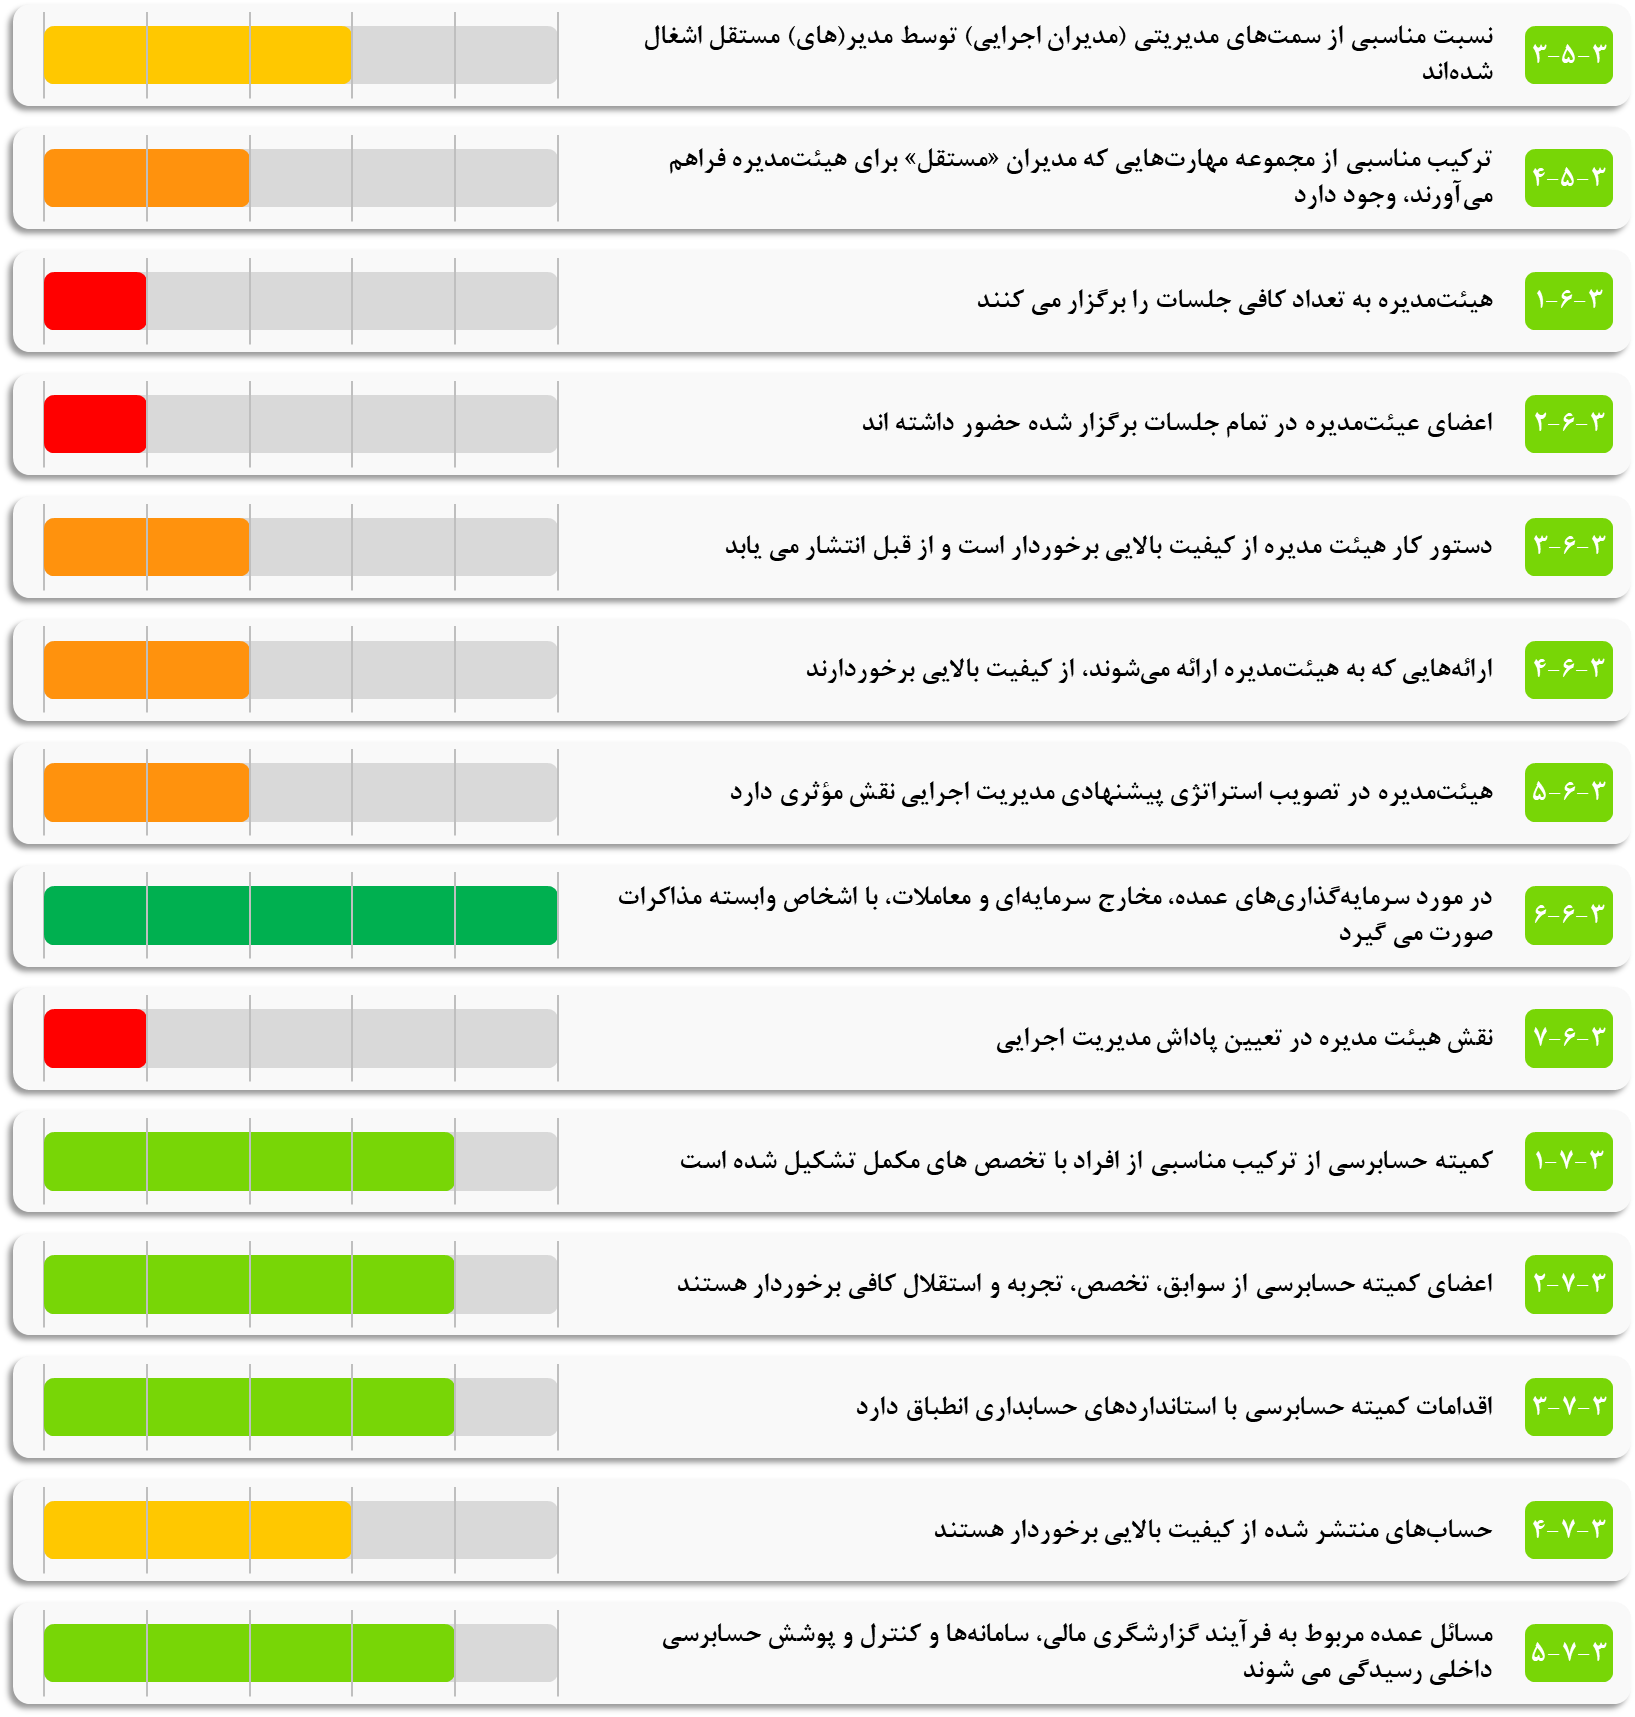 ۳-۵-۳
نسبت مناسبی از سمت‌های مدیریتی (مدیران اجرایی) توسط مدیر(های) مستقل اشغال
شده‌اند
۴-۵-۳
ترکیب مناسبی از مجموعه مهارت‌هایی که مدیران «مستقل» برای هیئت‌مدیره فراهم
می‌آورند، وجود دارد
۱-۶-۳
هیئت‌مدیره به تعداد کافی جلسات را برگزار می کنند
۲-۶-۳
اعضای عیئت‌مدیره در تمام جلسات برگزار شده حضور داشته اند
۳-۶-۳
دستور کار هیئت مدیره از کیفیت بالایی برخوردار است و از قبل انتشار می یابد
۴-۶-۳
ارائه‌هایی که به هیئت‌مدیره ارائه می‌شوند، از کیفیت بالایی برخوردارند
۵-۶-۳
هیئت‌مدیره در تصویب استراتژی پیشنهادی مدیریت اجرایی نقش مؤثری دارد
۶-۶-۳
در مورد سرمایه‌گذاری‌های عمده، مخارج سرمایه‌ای و معاملات، با اشخاص وابسته مذاکرات
صورت می گیرد
۷-۶-۳
نقش هیئت مدیره در تعیین پاداش مدیریت اجرایی
۱-۷-۳
کمیته حسابرسی از ترکیب مناسبی از افراد با تخصص های مکمل تشکیل شده است
۲-۷-۳
اعضای کمیته حسابرسی از سوابق، تخصص، تجربه و استقلال کافی برخوردار هستند
۳-۷-۳
اقدامات کمیته حسابرسی با استانداردهای حسابداری انطباق دارد
۴-۷-۳
حساب‌های منتشر شده از کیفیت بالایی برخوردار هستند
۵-۷-۳
مسائل عمده مربوط به فرآیند گزارشگری مالی، سامانه‌ها و کنترل و پوشش حسابرسی
داخلی رسیدگی می شوند